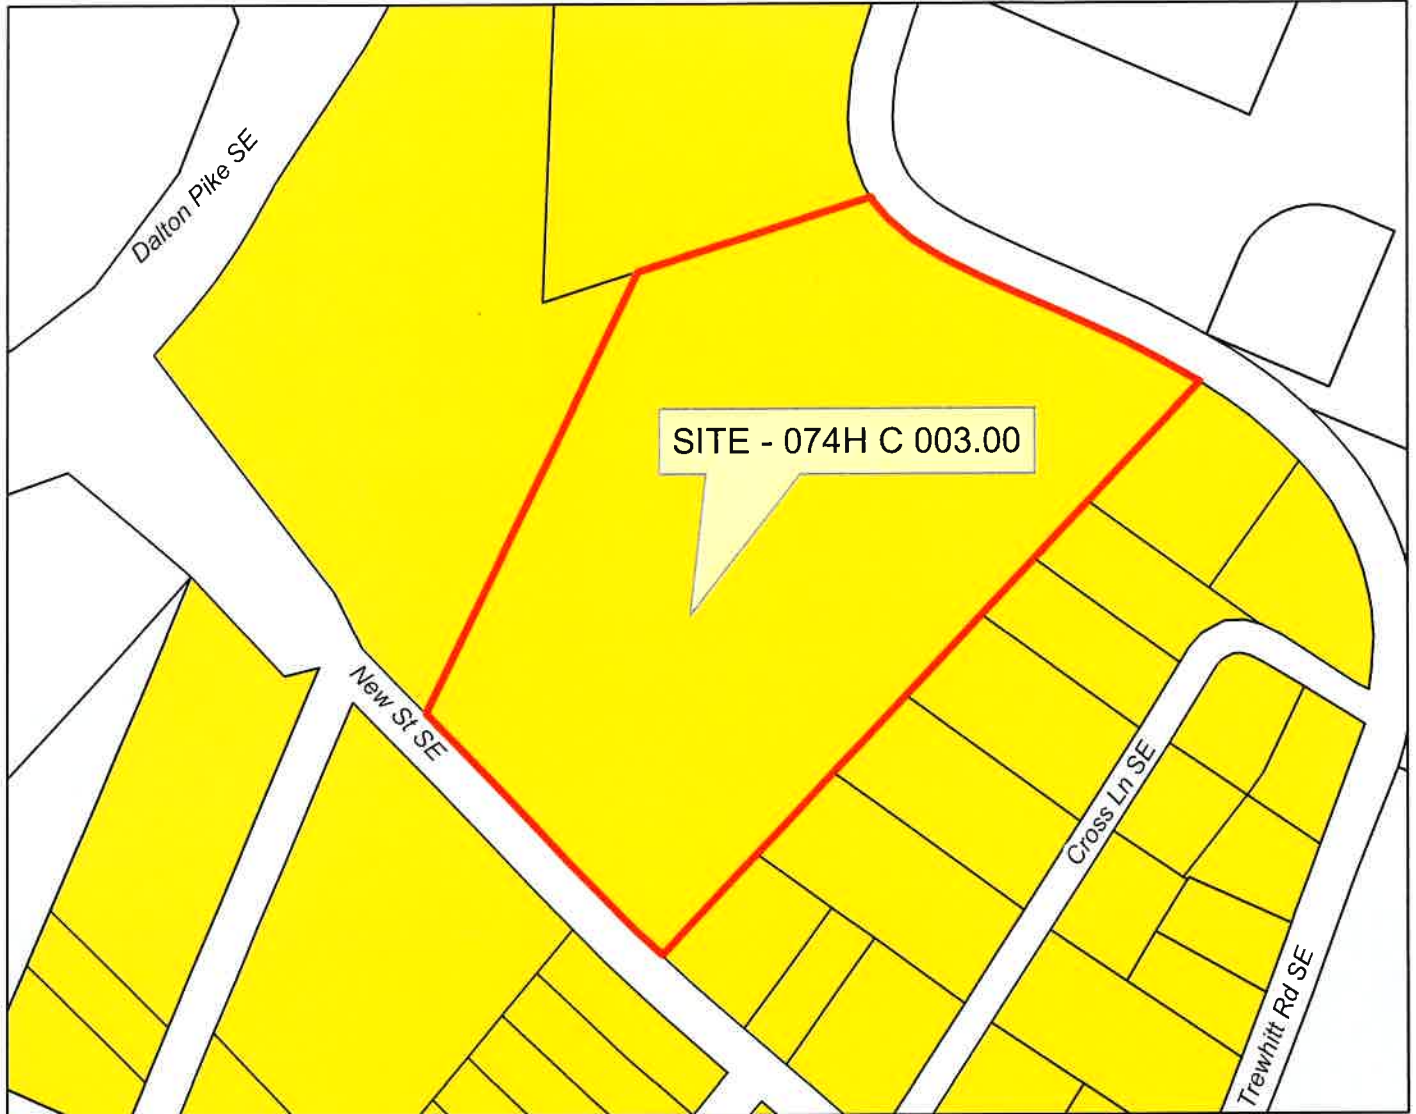 Dalton Pike SE
SITE - 074H C 003.00
New St SE
Cross Ln SE
Trewhitt Rd SE